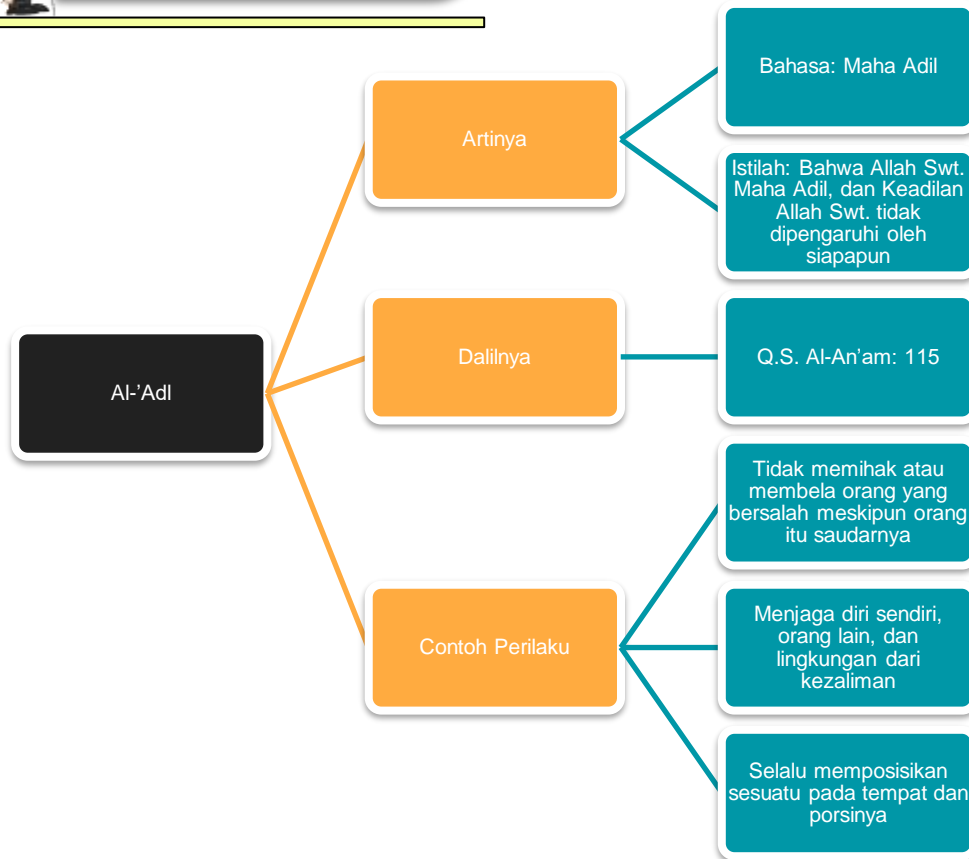 Al-’Adl
Artinya
Bahasa: Maha Adil
Istilah: Bahwa Allah Swt.
Maha Adil, dan Keadilan
Allah Swt. tidak
dipengaruhi oleh
siapapun
Dalilnya
Q.S. Al-An’am: 115
Contoh Perilaku
Tidak memihak atau
membela orang yang
bersalah meskipun orang
itu saudarnya
Menjaga diri sendiri,
orang lain, dan
lingkungan dari
kezaliman
Selalu memposisikan
sesuatu pada tempat dan
porsinya